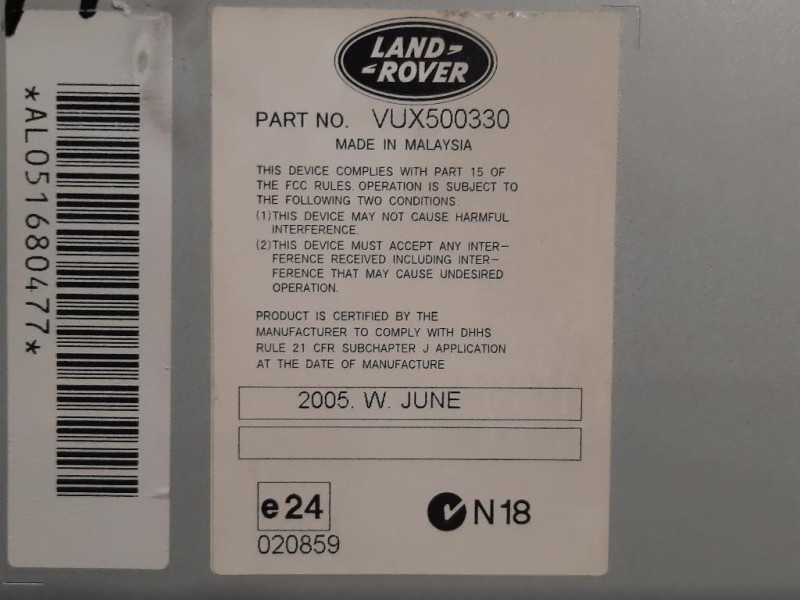 *AL051680477*
LAND-
-ROVER
PART NO. VUX500330
MADE IN MALAYSIA
THIS DEVICE COMPLIES WITH PART 15 OF
THE FCC RULES. OPERATION IS SUBJECT TO
THE FOLLOWING TWO CONDITIONS:
(1)THIS DEVICE MAY NOT CAUSE HARMFUL
INTERFERENCE.
(2)THIS DEVICE MUST ACCEPT ANY INTER-
FERENCE RECEIVED INCLUDING INTER-
FERENCE THAT MAY CAUSE UNDESIRED
OPERATION.
PRODUCT IS CERTIFIED BY THE
MANUFACTURER TO COMPLY WITH DHHS
RULE 21 CFR SUBCHAPTER J APPLICATION
AT THE DATE OF MANUFACTURE
2005. W. JUNE
e24
N18
020859